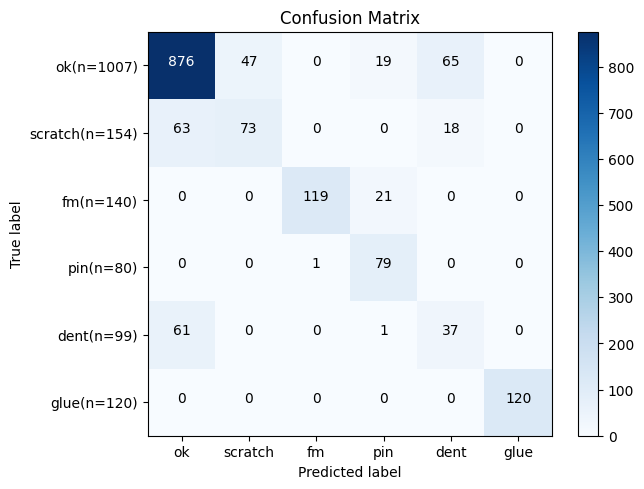 Confusion Matrix
True label
ok(n=1007) 876 47 0 19 65 0
scratch(n=154) 63 73 0 0 18 0
fm(n=140) 0 0 119 21 0 0
pin(n=80) 0 0 1 79 0 0
dent(n=99) 61 0 0 1 37 0
glue(n=120) 0 0 0 0 0 120
ok scratch fm pin dent glue
Predicted label
800
700
600
500
400
300
200
100
0